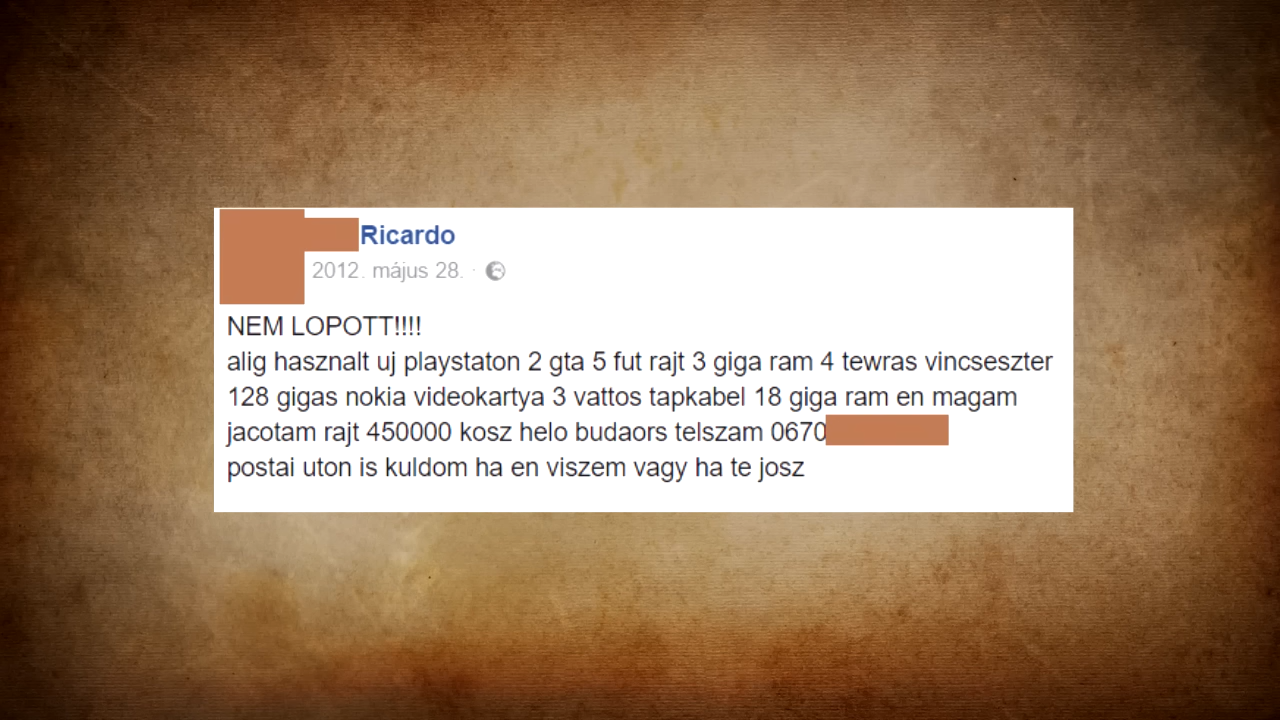 Ricardo
2012. május 28. ·
NEM LOPOTT!!!!
alig hasznalt uj playstaton 2 gta 5 fut rajt 3 giga ram 4 tewras vincseszter
128 gigas nokia videokartya 3 vattos tapkabel 18 giga ram en magam
jacotam rajt 450000 kosz helo budaors telszam 0670
postai uton is kuldom ha en viszem vagy ha te josz